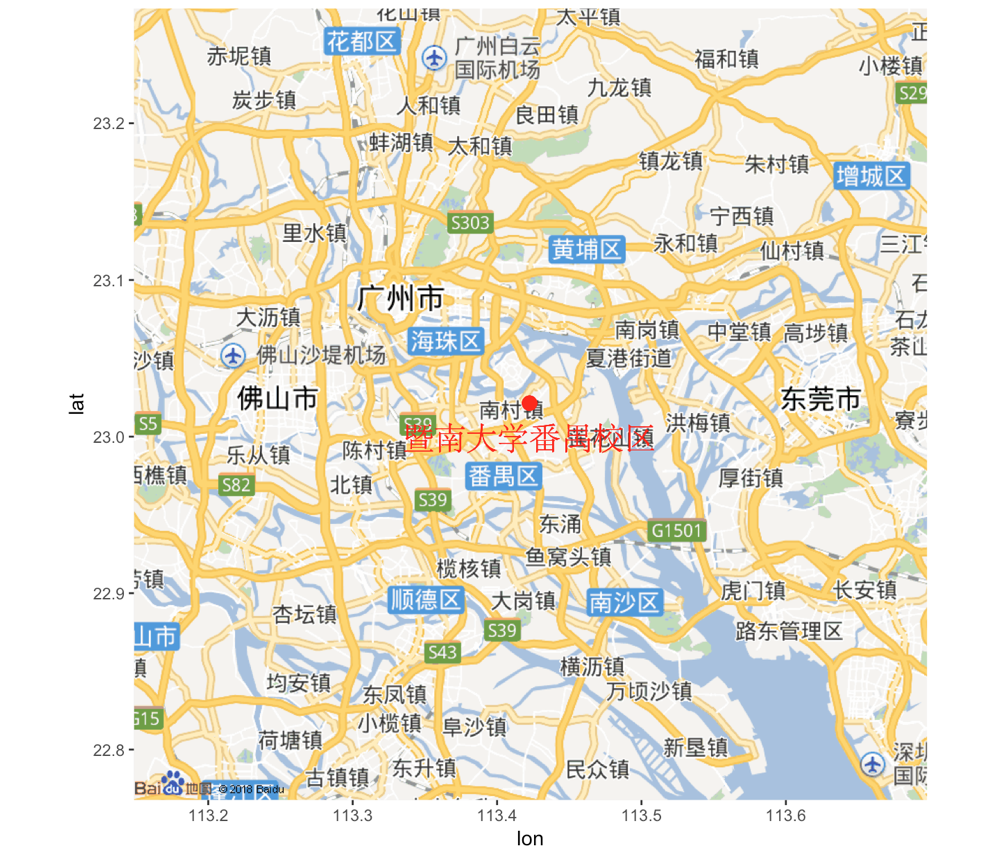 花山镇
太平镇
花都区
广州白云
国际机场
赤坭镇
福和镇
小楼镇
正
炭步镇
人和镇
良田镇
九龙镇
S29
23.2
蚌湖镇
太和镇
镇龙镇
朱村镇
增城区
S303
宁西镇
里水镇
黄埔区
永和镇
仙村镇
三江
23.1
石
广州市
大沥镇
海珠区
南岗镇
中堂镇
高埗镇
石
沙镇
佛山沙堤机场
夏港街道
茶山
佛山市
东莞市
lat
南村镇
S5
S39
洪梅镇
寮步
23.0
暨南大学番禺校区
陈村镇
乐从镇
西樵镇
S82
北镇
番禺区
厚街镇
S39
东涌
G1501
鱼窝头镇
榄核镇
22.9
顺德区
大岗镇
南沙区
虎门镇
长安镇
杏坛镇
S39
路东管理区
山市
S43
镇
横沥镇
均安镇
东凤镇
万顷沙镇
G15
小榄镇
阜沙镇
荷塘镇
新垦镇
22.8
深圳
国际
古镇镇
东升镇
民众镇
Bai du 地图 © 2018 Baidu
113.2
113.3
113.4
113.5
113.6
lon